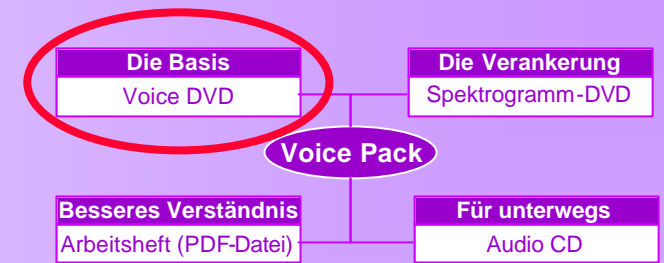 Die Basis
Voice DVD
Die Verankerung
Spektrogramm-DVD
Voice Pack
Besseres Verständnis
Arbeitsheft (PDF-Datei)
Für unterwegs
Audio CD